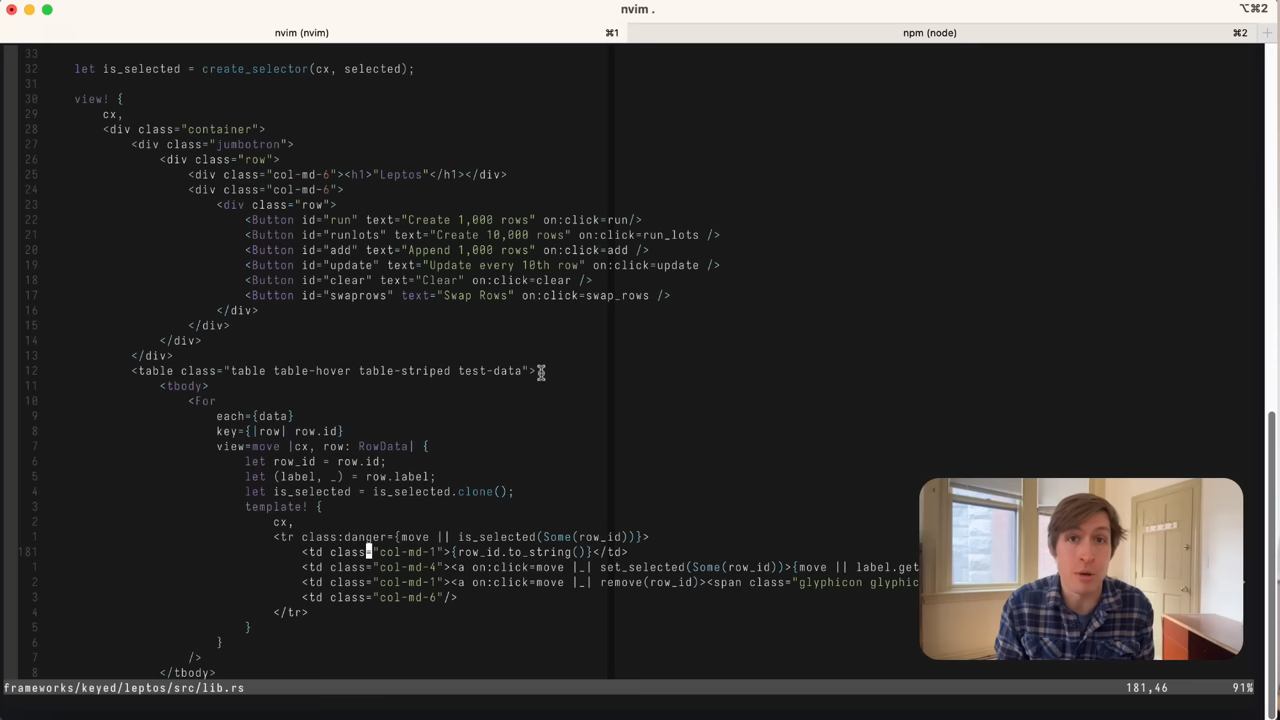 nvim .
⌥⌘2
nvim (nvim)
⌘1
npm (node)
⌘2
33
32 let is_selected = create_selector(cx, selected);
31
30 view! {
29 cx,
28 <div class="container">
27 <div class="jumbotron">
26 <div class="row">
25 <div class="col-md-6"><h1>"Leptos"</h1></div>
24 <div class="col-md-6">
23 <div class="row">
22 <Button id="run" text="Create 1,000 rows" on:click=run/>
21 <Button id="runlots" text="Create 10,000 rows" on:click=run_lots />
20 <Button id="add" text="Append 1,000 rows" on:click=add />
19 <Button id="update" text="Update every 10th row" on:click=update />
18 <Button id="clear" text="Clear" on:click=clear />
17 <Button id="swaprows" text="Swap Rows" on:click=swap_rows />
16 </div>
15 </div>
14 </div>
13 </div>
12 <table class="table table-hover table-striped test-data">
11 <tbody>
10 <For
9 each={data}
8 key={|row| row.id}
7 view=move |cx, row: RowData| {
6 let row_id = row.id;
5 let (label, _) = row.label;
4 let is_selected = is_selected.clone();
3 template! {
2 cx,
1 <tr class:danger={move || is_selected(Some(row_id))}>
181 <td class="col-md-1">{row_id.to_string()}</td>
1 <td class="col-md-4"><a on:click=move |_| set_selected(Some(row_id))>{move || label.get
2 <td class="col-md-1"><a on:click=move |_| remove(row_id)><span class="glyphicon glyphic
3 <td class="col-md-6"/>
4 </tr>
5 }
6 }
7 />
8 </tbody>
frameworks/keyed/leptos/src/lib.rs
181,46
91%